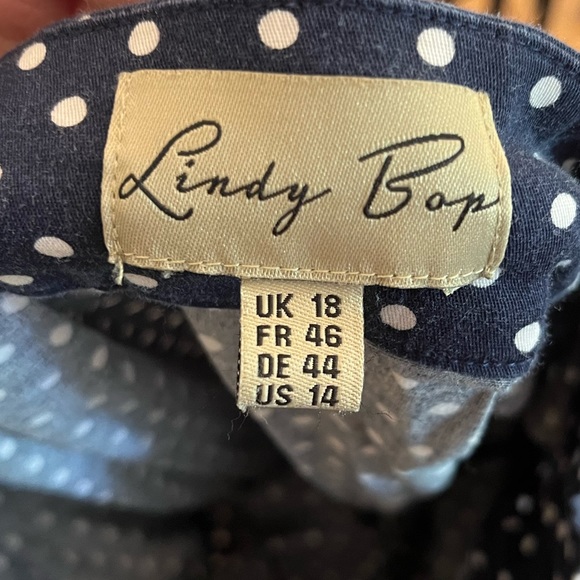 Lindy Bop
UK 18
FR 46
DE 44
US 14